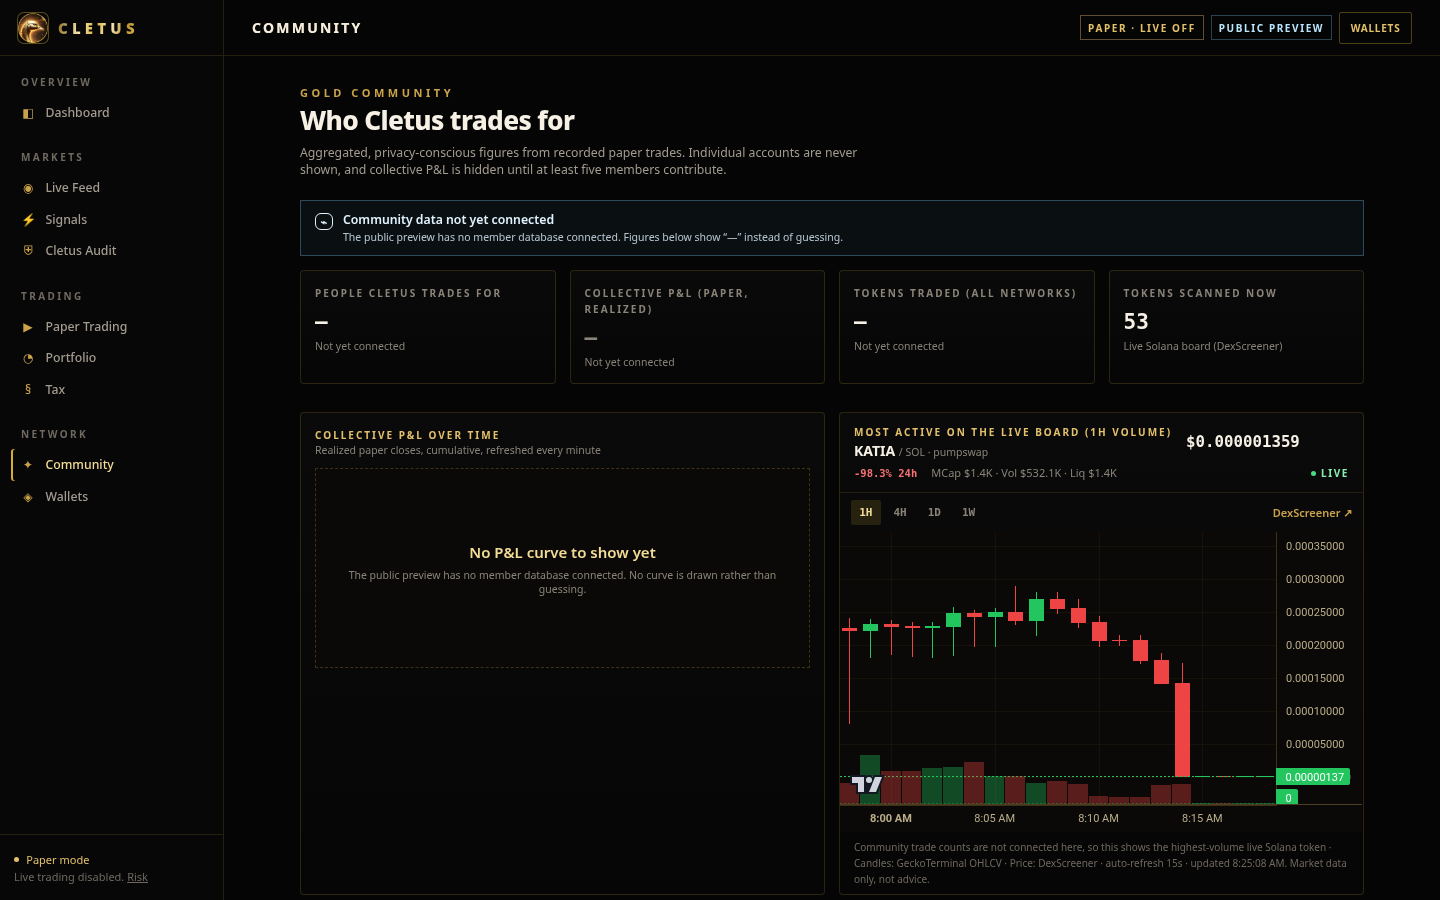 CLETUS
COMMUNITY
PAPER · LIVE OFF
PUBLIC PREVIEW
WALLETS
OVERVIEW
Dashboard
MARKETS
Live Feed
Signals
Cletus Audit
TRADING
Paper Trading
Portfolio
§ Tax
NETWORK
Community
Wallets
Paper mode
Live trading disabled. Risk
GOLD COMMUNITY
Who Cletus trades for
Aggregated, privacy-conscious figures from recorded paper trades. Individual accounts are never
shown, and collective P&L is hidden until at least five members contribute.
Community data not yet connected
The public preview has no member database connected. Figures below show “—” instead of guessing.
PEOPLE CLETUS TRADES FOR
—
Not yet connected
COLLECTIVE P&L (PAPER,
REALIZED)
—
Not yet connected
TOKENS TRADED (ALL NETWORKS)
—
Not yet connected
TOKENS SCANNED NOW
53
Live Solana board (DexScreener)
COLLECTIVE P&L OVER TIME
Realized paper closes, cumulative, refreshed every minute
No P&L curve to show yet
The public preview has no member database connected. No curve is drawn rather than
guessing.
MOST ACTIVE ON THE LIVE BOARD (1H VOLUME)
KATIA / SOL · pumpswap
$0.000001359
-98.3% 24h MCap $1.4K · Vol $532.1K · Liq $1.4K
LIVE
1H 4H 1D 1W
DexScreener ↗
0.00035000
0.00030000
0.00025000
0.00020000
0.00015000
0.00010000
0.00005000
0.00000137
0
8:00 AM 8:05 AM 8:10 AM 8:15 AM
Community trade counts are not connected here, so this shows the highest-volume live Solana token ·
Candles: GeckoTerminal OHLCV · Price: DexScreener · auto-refresh 15s · updated 8:25:08 AM. Market data
only, not advice.